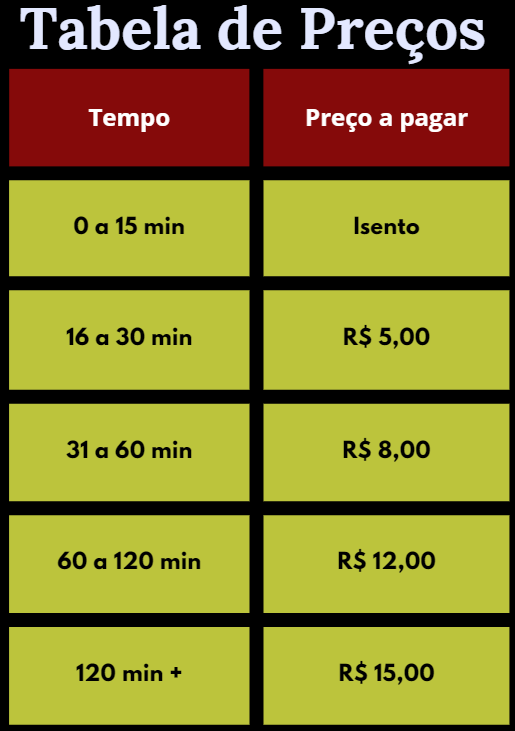 Tabela de Preços
Tempo Preço a pagar
0 a 15 min Isento
16 a 30 min R$ 5,00
31 a 60 min R$ 8,00
60 a 120 min R$ 12,00
120 min + R$ 15,00